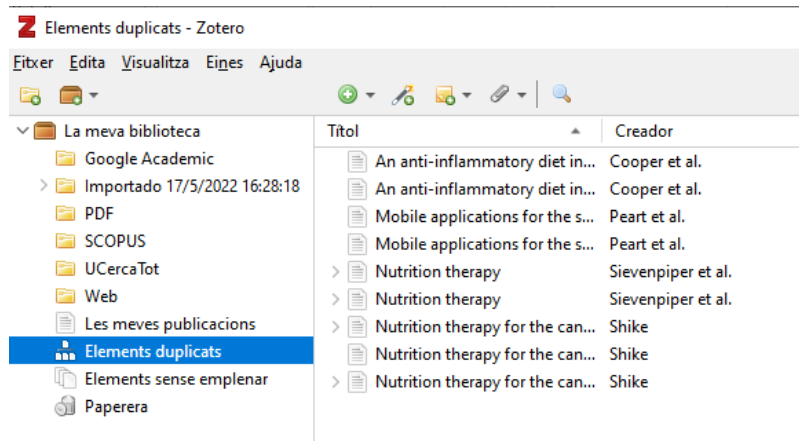 Elements duplicats - Zotero
Fitxer Edita Visualitza Eines Ajuda
La meva biblioteca
Google Academic
Importado 17/5/2022 16:28:18
PDF
SCOPUS
UCercaTot
Web
Les meves publicacions
Elements duplicats
Elements sense emplenar
Paperera
Títol Creador
An anti-inflammatory diet in... Cooper et al.
An anti-inflammatory diet in... Cooper et al.
Mobile applications for the s... Peart et al.
Mobile applications for the s... Peart et al.
Nutrition therapy Sievenpiper et al.
Nutrition therapy Sievenpiper et al.
Nutrition therapy for the can... Shike
Nutrition therapy for the can... Shike
Nutrition therapy for the can... Shike